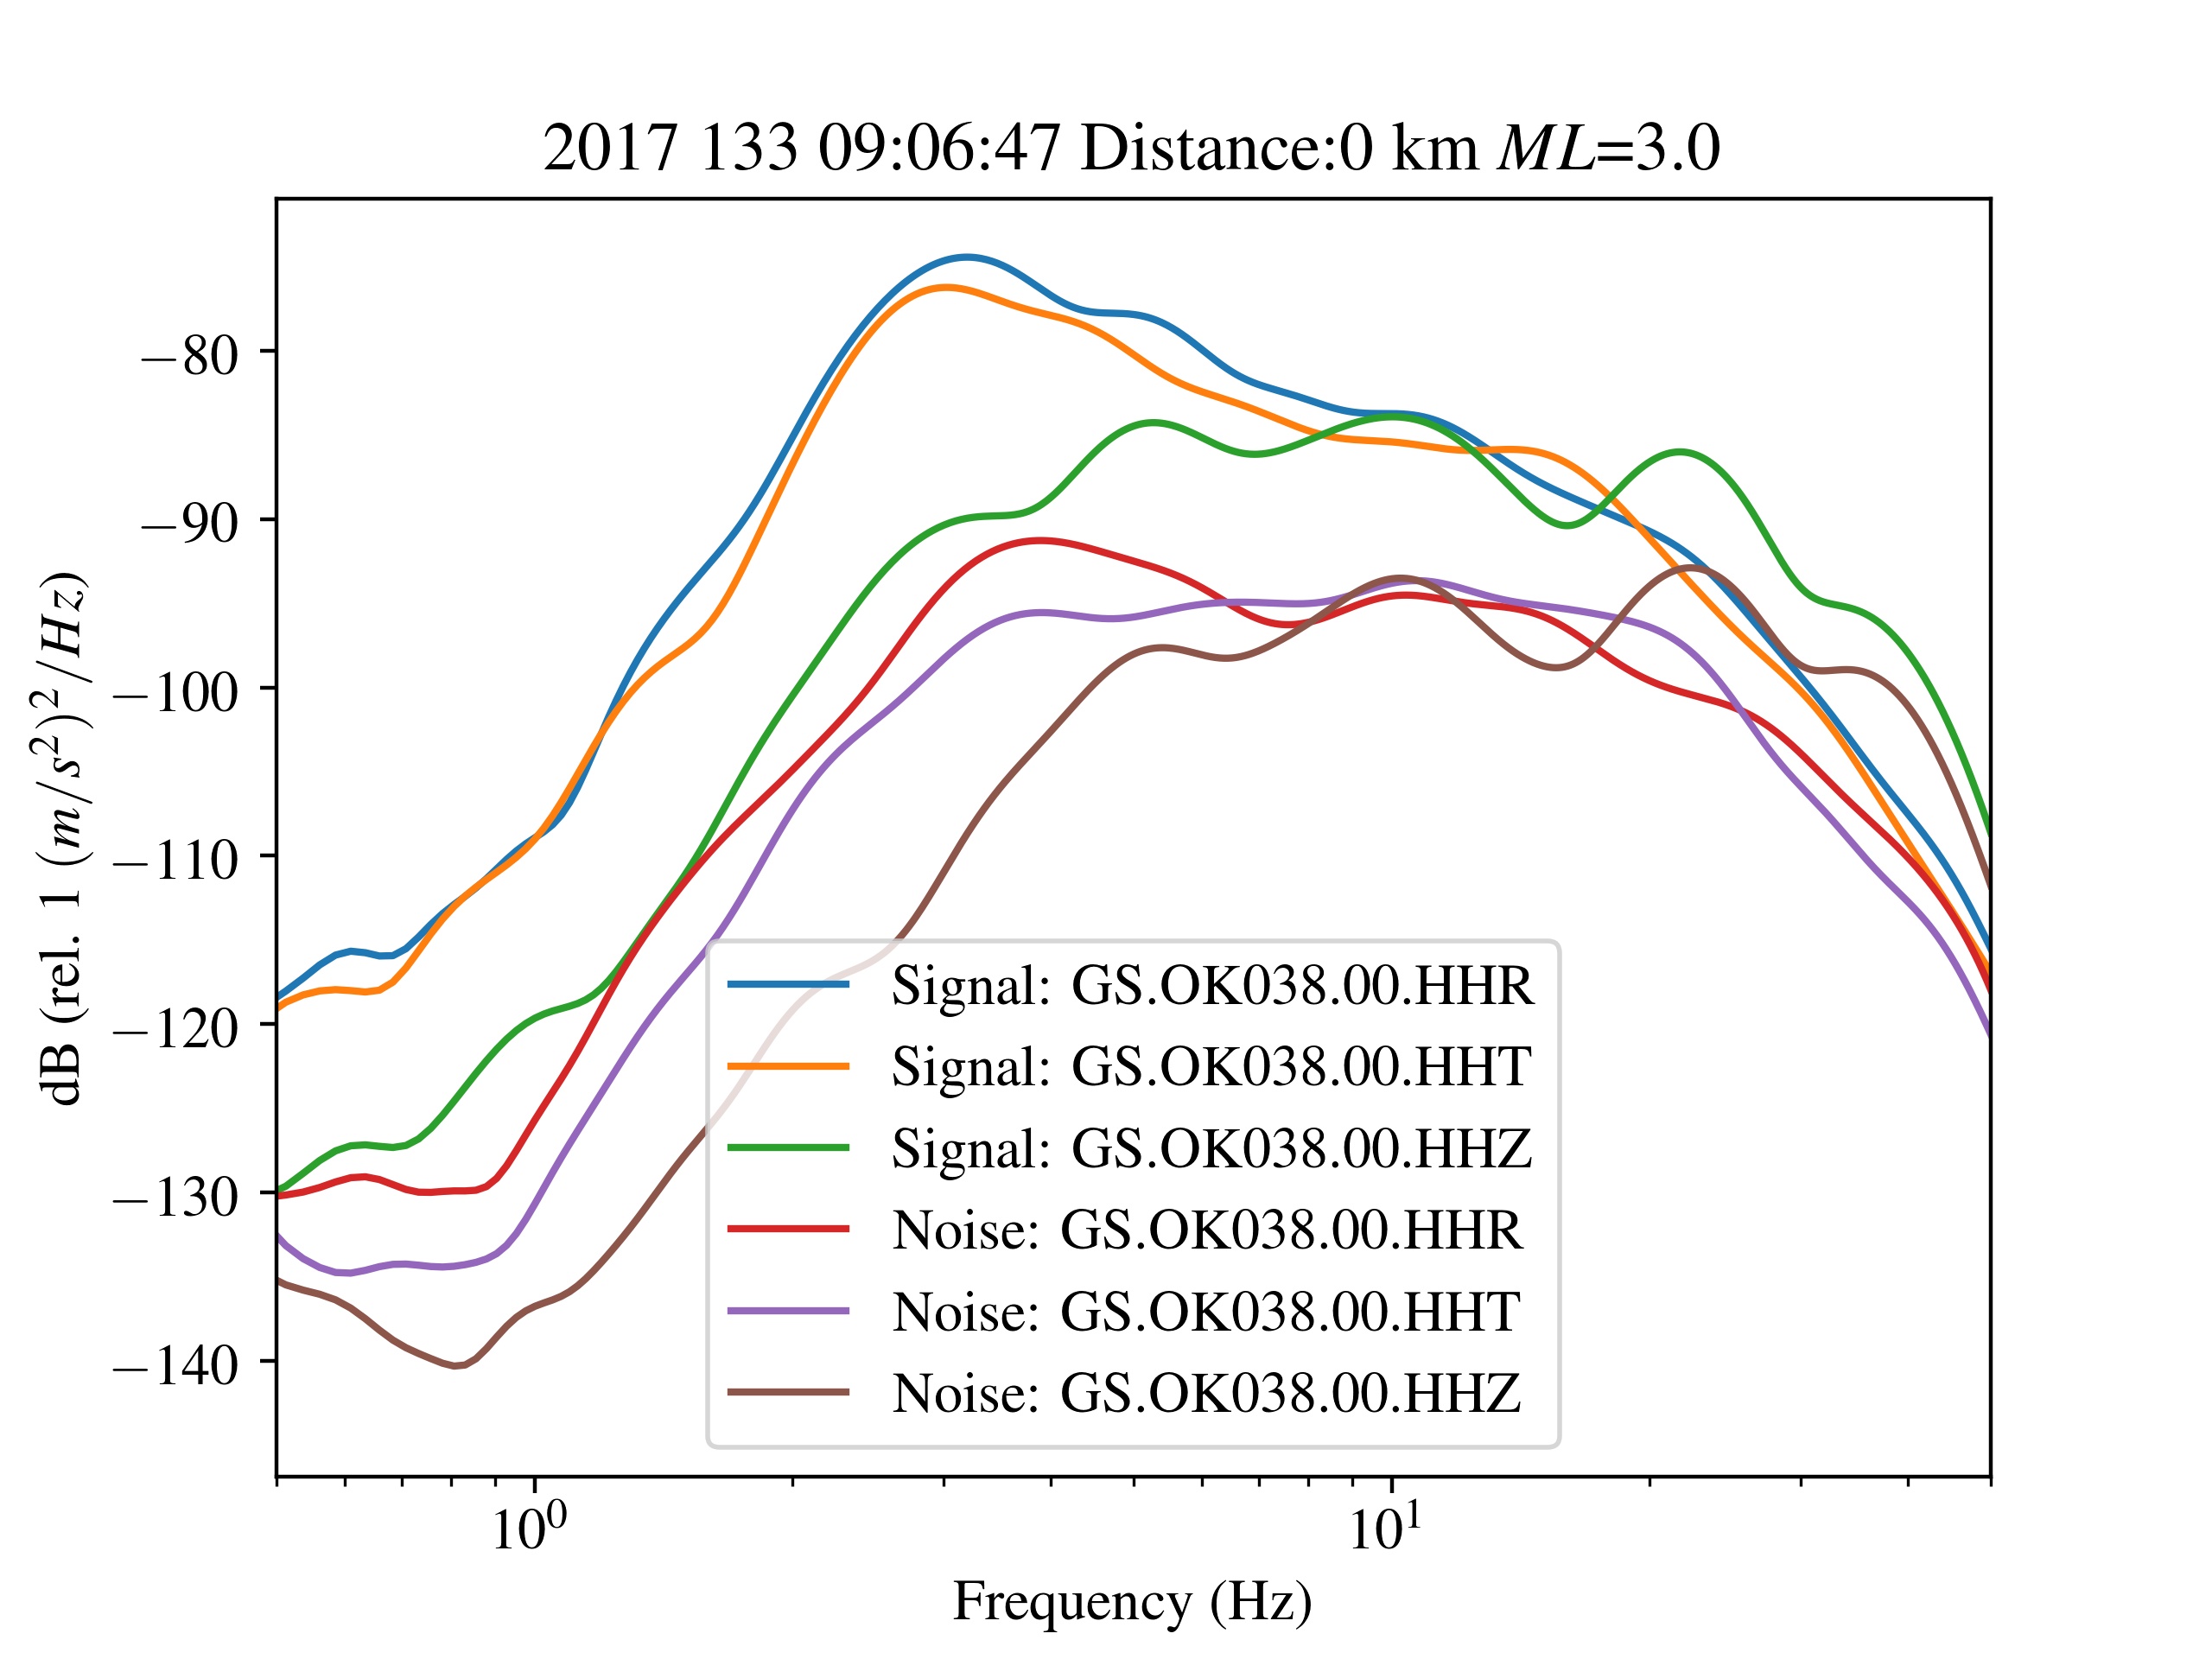 2017 133 09:06:47 Distance:0 km ML=3.0
dB (rel. 1 (m/s²)²/Hz)
−80
−90
−100
−110
−120
−130
−140
Signal: GS.OK038.00.HHR
Signal: GS.OK038.00.HHT
Signal: GS.OK038.00.HHZ
Noise: GS.OK038.00.HHR
Noise: GS.OK038.00.HHT
Noise: GS.OK038.00.HHZ
10⁰ 10¹
Frequency (Hz)